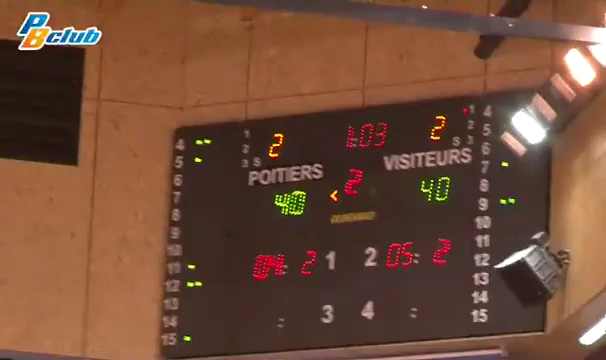 PB club
1 4
4 1 2 1:03 2 2 5
5 2 S S 3 6
3
6 POITIERS 2 VISITEURS 7
7 40 < 40 8
8 9
9 10
10 11
11 04: 2 1 2 05: 2 12
12 13
13 : 3 4 : 14
14 15
15